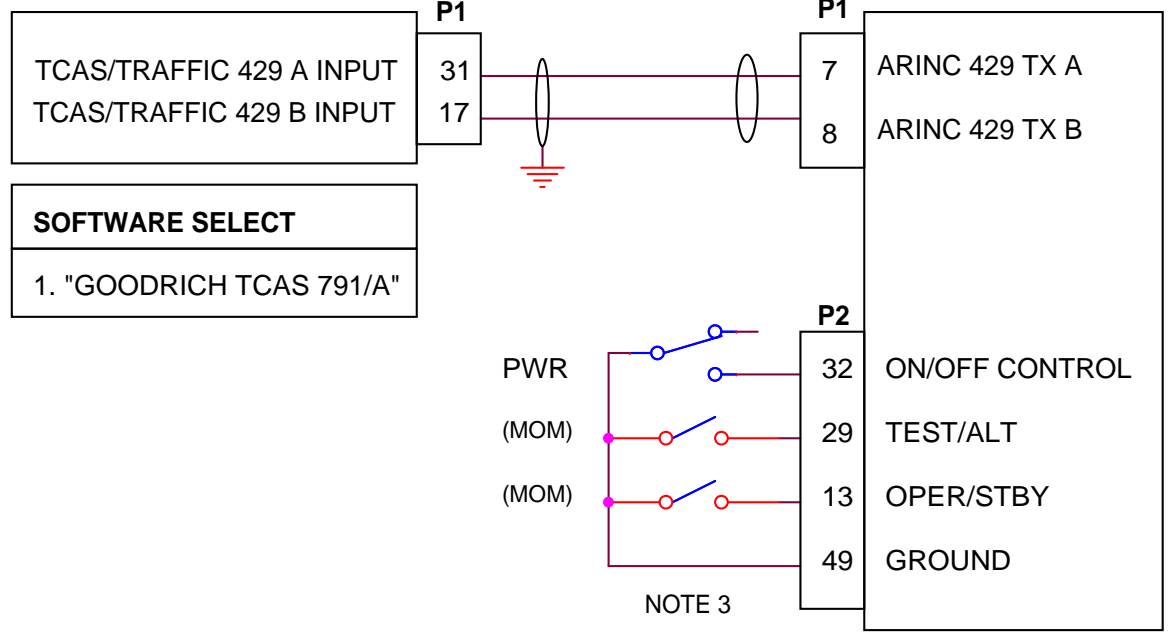 P1
P1
TCAS/TRAFFIC 429 A INPUT
31
7
ARINC 429 TX A
TCAS/TRAFFIC 429 B INPUT
17
8
ARINC 429 TX B
SOFTWARE SELECT
1. "GOODRICH TCAS 791/A"
P2
PWR
32
ON/OFF CONTROL
(MOM)
29
TEST/ALT
(MOM)
13
OPER/STBY
49
GROUND
NOTE 3